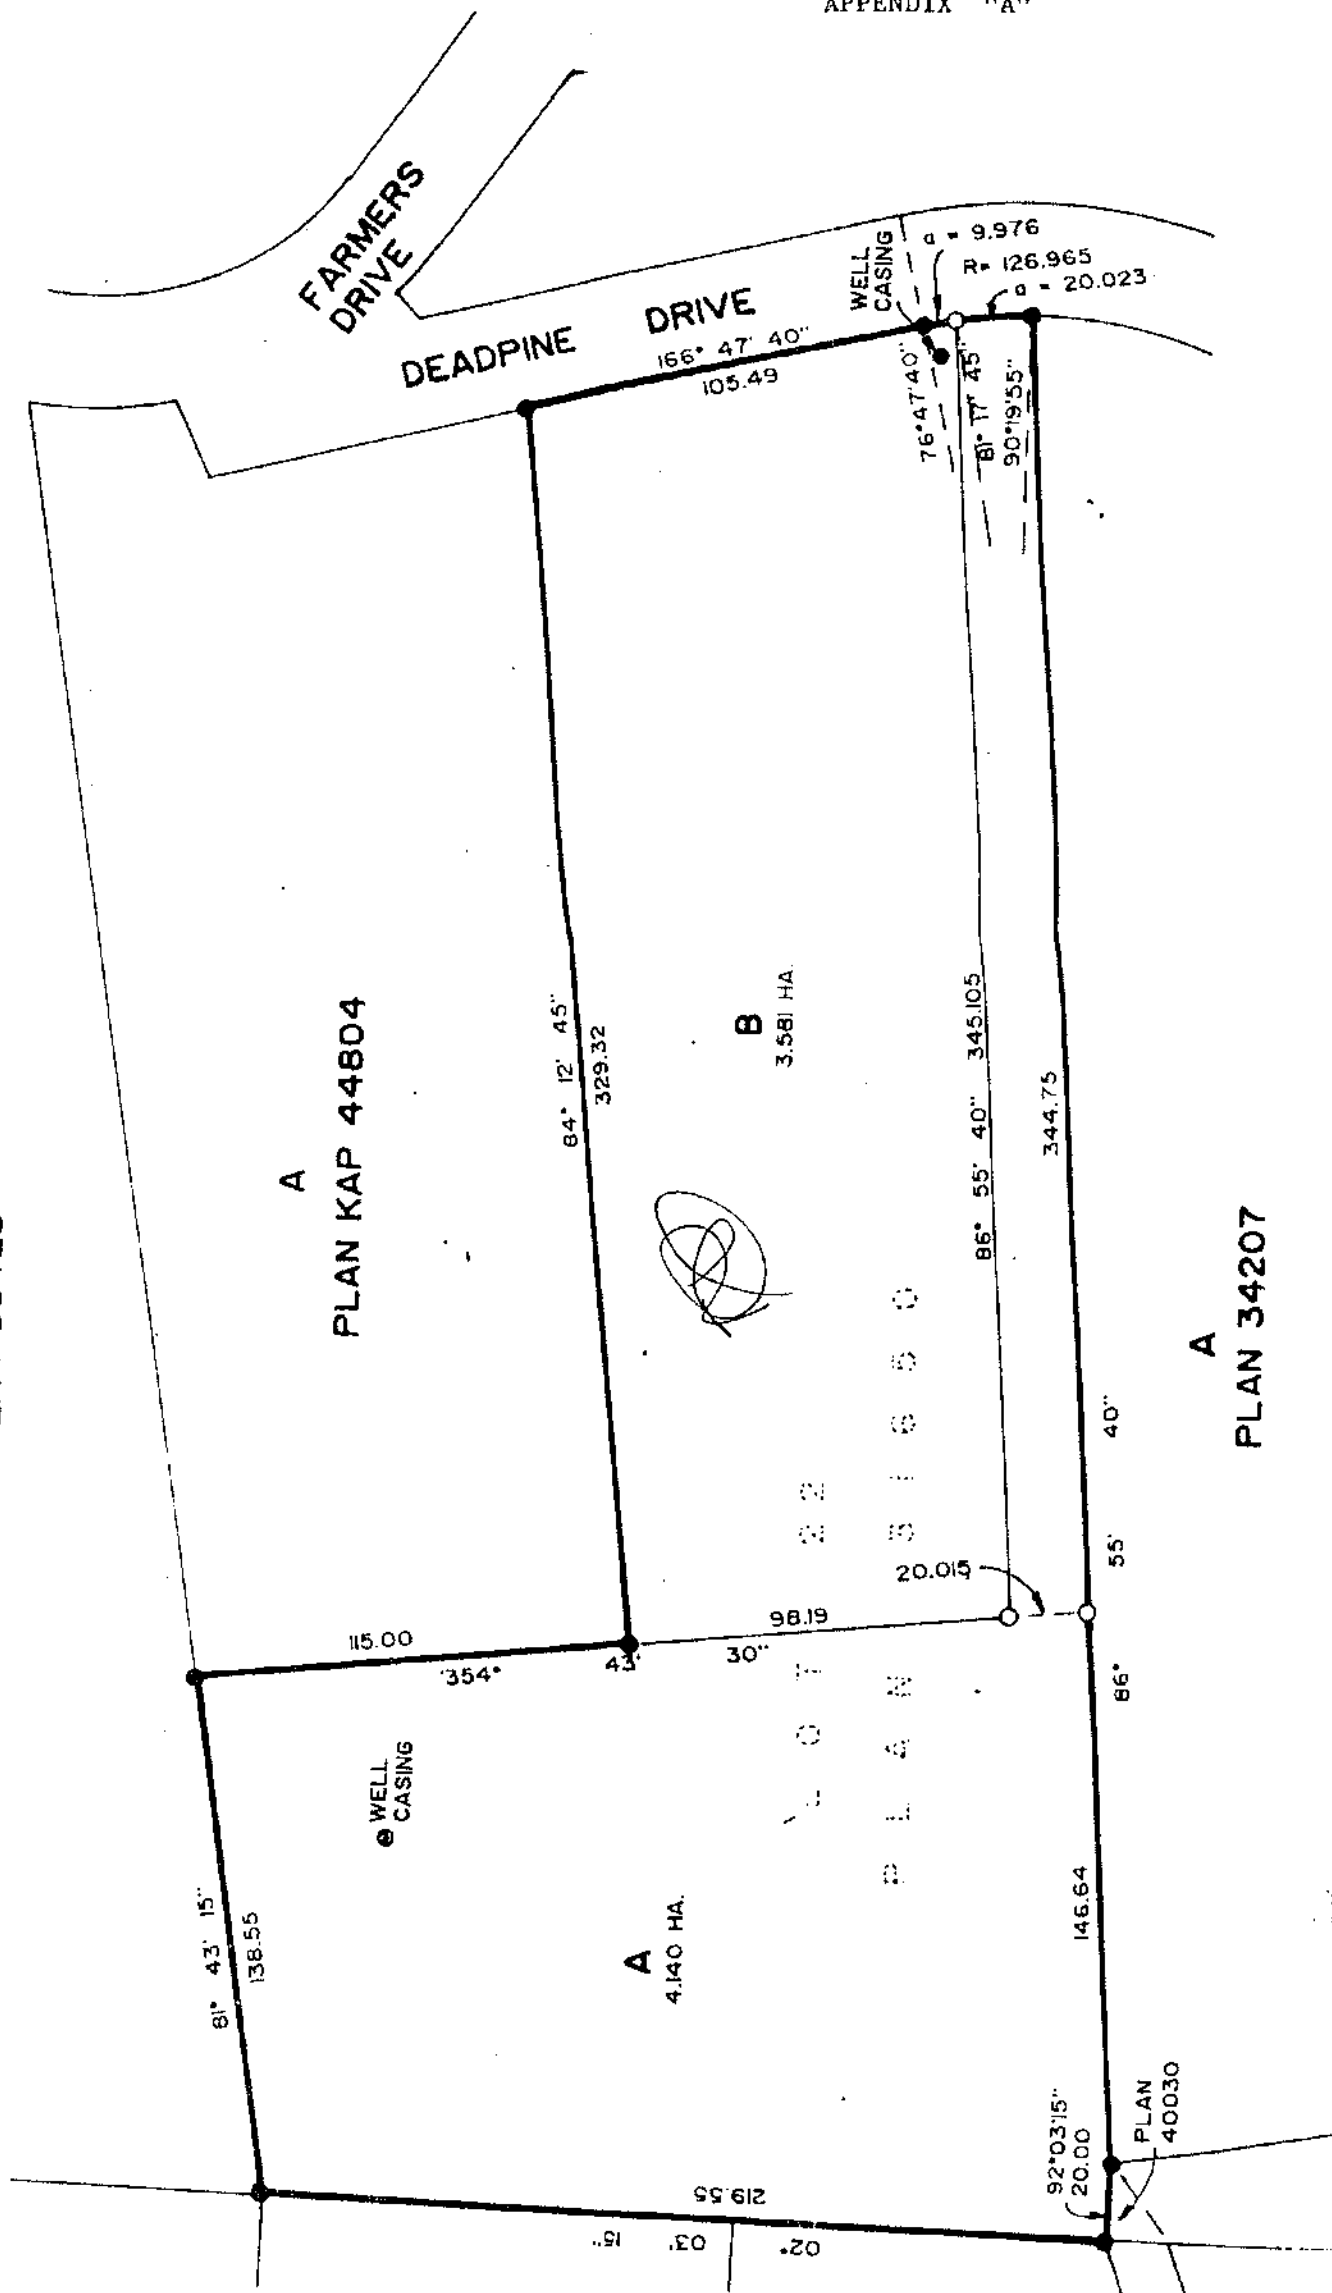 APPENDIX "A"
FARMERS
DRIVE
DEADPINE DRIVE
166° 47' 40"
105.49
WELL
CASING
a = 9.976
R= 126.965
a = 20.023
76°47'40"
81° 17' 45"
90°19'55"
A
PLAN KAP 44804
84° 12' 45"
329.32
B
3.581 HA.
86° 55' 40" 345.105
344.75
A
PLAN 34207
LOT 22
PLAN 31650
20.015
98.19
115.00
354° 43' 30"
86° 55' 40"
WELL
CASING
81° 43' 15"
138.55
A
4.140 HA.
146.64
92°03'15"
20.00
PLAN
40030
219.55
02° 03' 15"